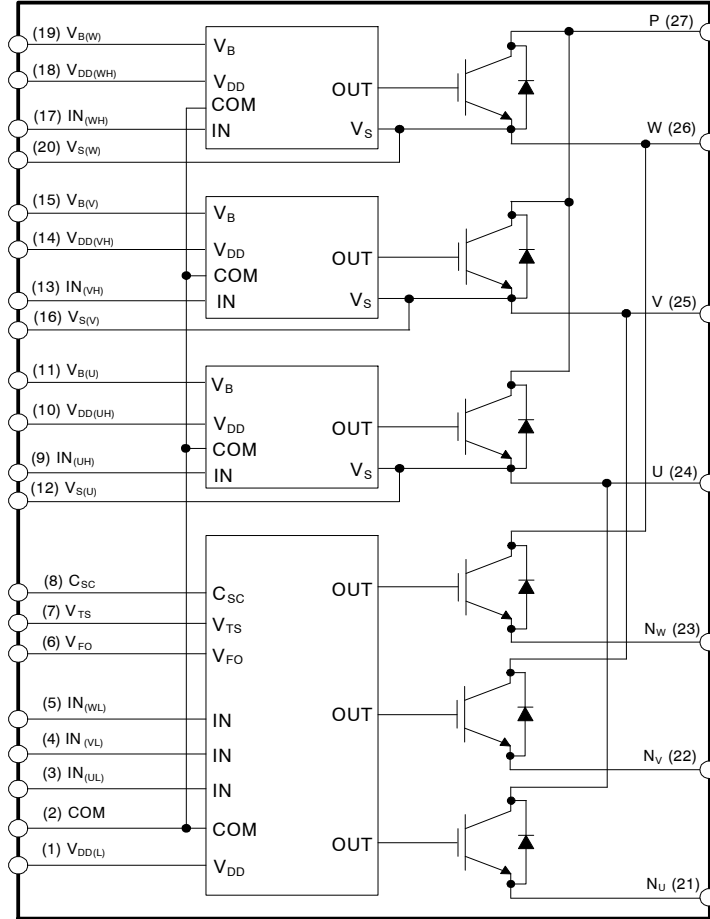 P (27)
(19) VB(W)
VB
(18) VDD(WH)
VDD
OUT
COM
(17) IN(WH)
IN
VS
W (26)
(20) VS(W)
(15) VB(V)
VB
(14) VDD(VH)
VDD
OUT
COM
(13) IN(VH)
IN
VS
V (25)
(16) VS(V)
(11) VB(U)
VB
(10) VDD(UH)
VDD
OUT
COM
(9) IN(UH)
IN
VS
U (24)
(12) VS(U)
(8) CSC
CSC
OUT
(7) VTS
VTS
(6) VFO
VFO
NW (23)
(5) IN(WL)
IN
OUT
(4) IN(VL)
IN
NV (22)
(3) IN(UL)
IN
(2) COM
COM
OUT
(1) VDD(L)
VDD
NU (21)